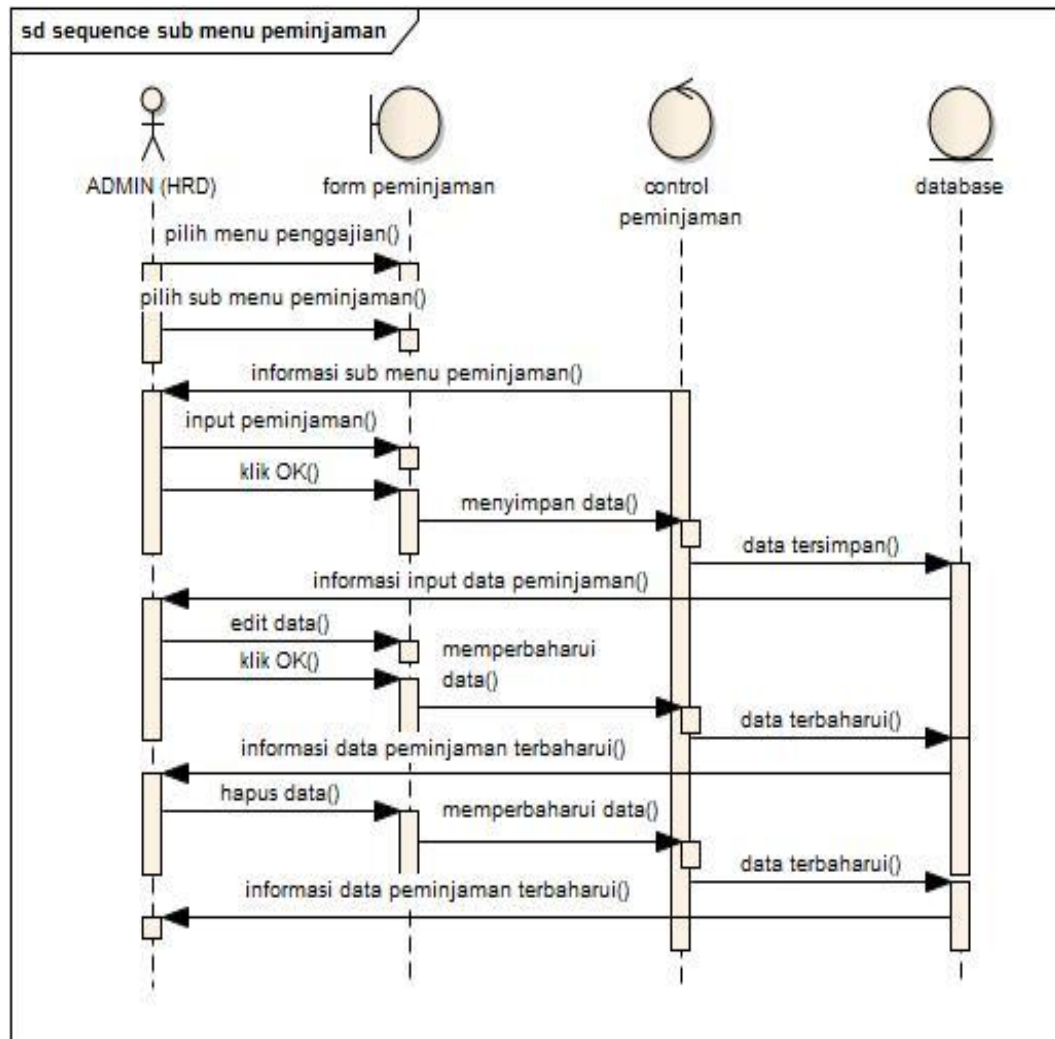 sd sequence sub menu peminjaman
ADMIN (HRD)
form peminjaman
control
peminjaman
database
pilih menu penggajian()
pilih sub menu peminjaman()
informasi sub menu peminjaman()
input peminjaman()
klik OK()
menyimpan data()
data tersimpan()
informasi input data peminjaman()
edit data()
memperbaharui
data()
klik OK()
data terbaharui()
informasi data peminjaman terbaharui()
hapus data()
memperbaharui data()
data terbaharui()
informasi data peminjaman terbaharui()